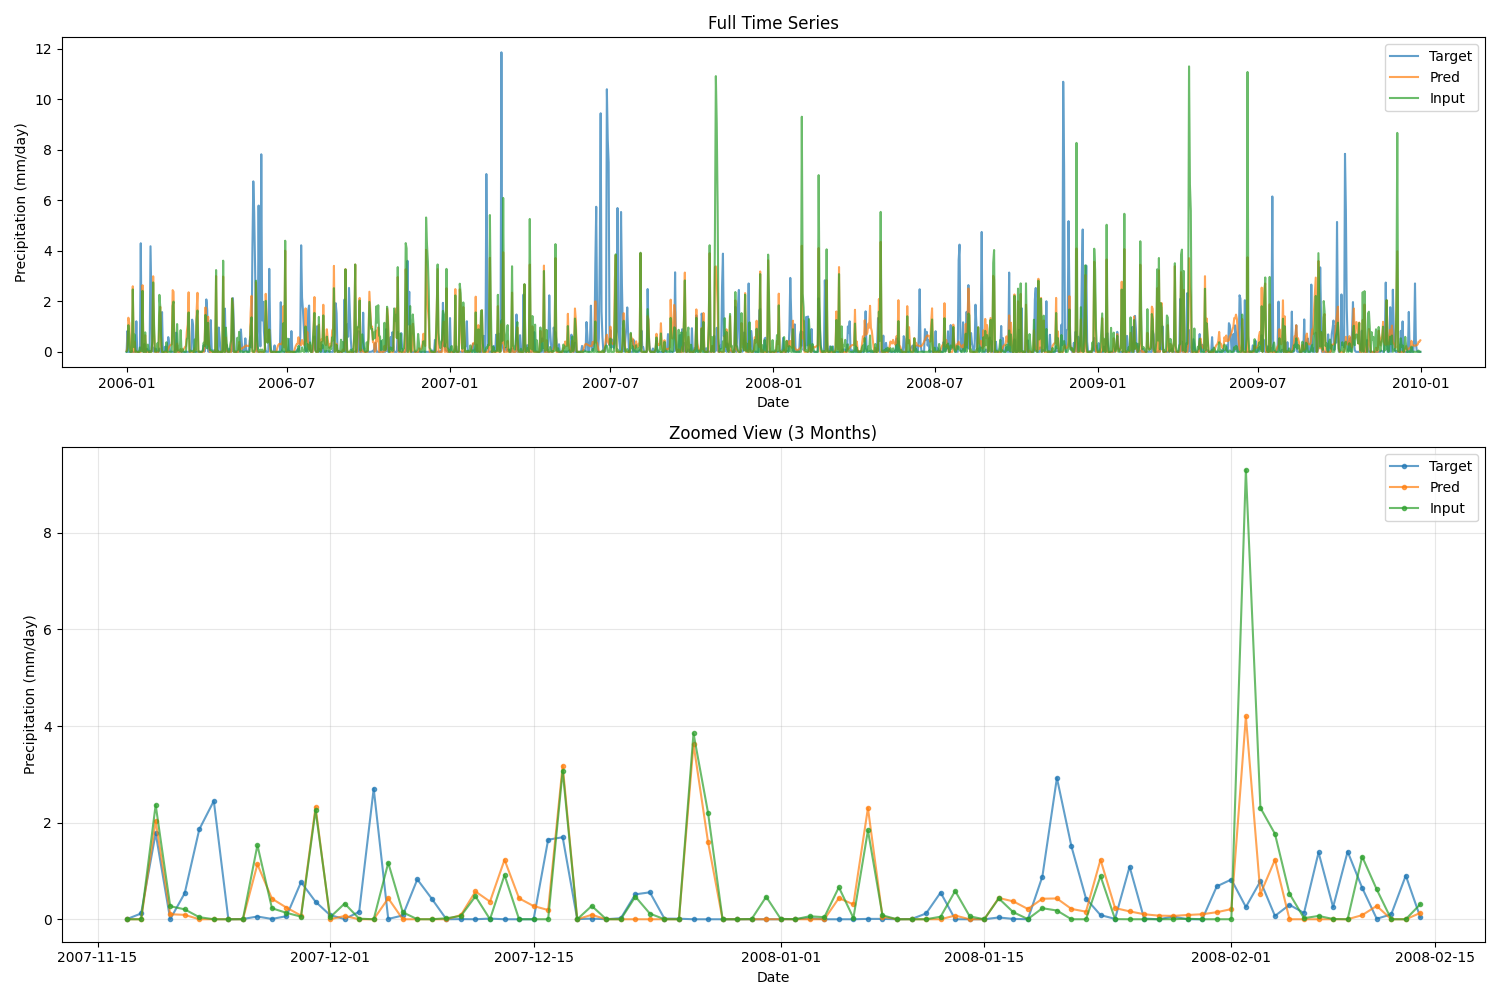 Full Time Series
Precipitation (mm/day)
12
10
8
6
4
2
0
Target
Pred
Input
2006-01
2006-07
2007-01
2007-07
2008-01
2008-07
2009-01
2009-07
2010-01
Date
Zoomed View (3 Months)
Precipitation (mm/day)
8
6
4
2
0
Target
Pred
Input
2007-11-15
2007-12-01
2007-12-15
2008-01-01
2008-01-15
2008-02-01
2008-02-15
Date